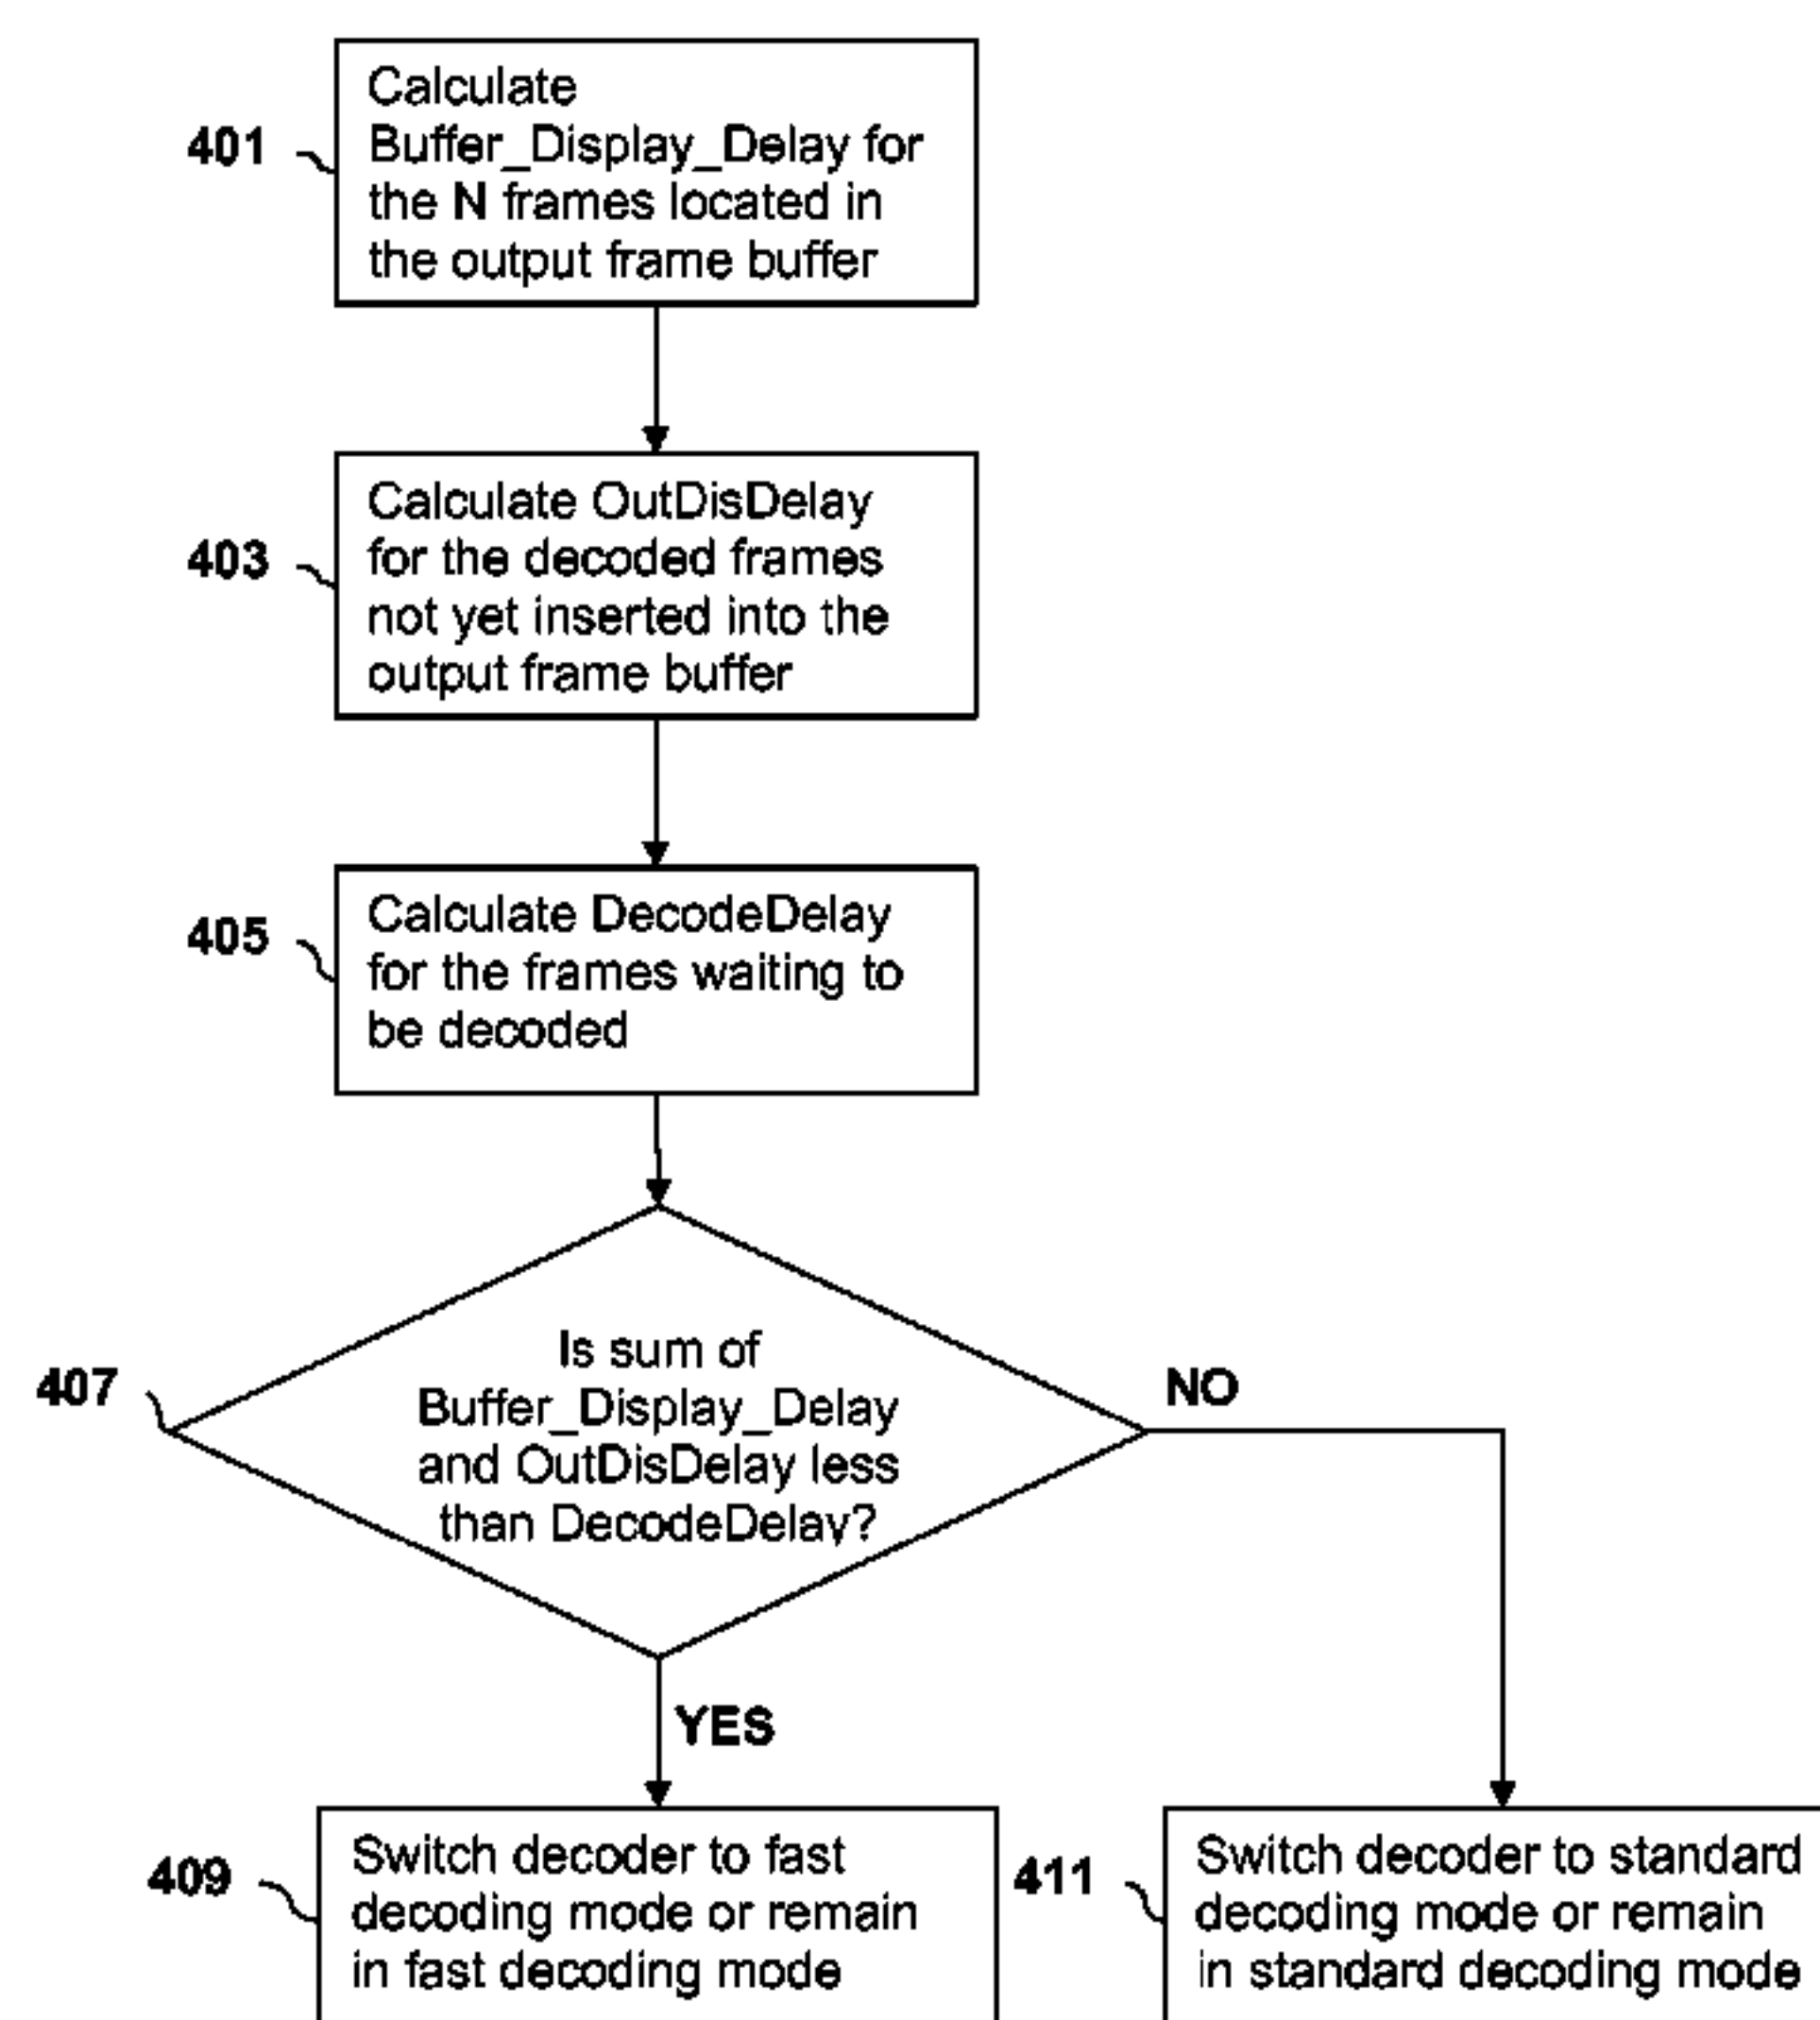 401
Calculate
Buffer_Display_Delay for
the N frames located in
the output frame buffer
403
Calculate OutDisDelay
for the decoded frames
not yet inserted into the
output frame buffer
405
Calculate DecodeDelay
for the frames waiting to
be decoded
407
Is sum of
Buffer_Display_Delay
and OutDisDelay less
than DecodeDelay?
NO
YES
409
Switch decoder to fast
decoding mode or remain
in fast decoding mode
411
Switch decoder to standard
decoding mode or remain
in standard decoding mode